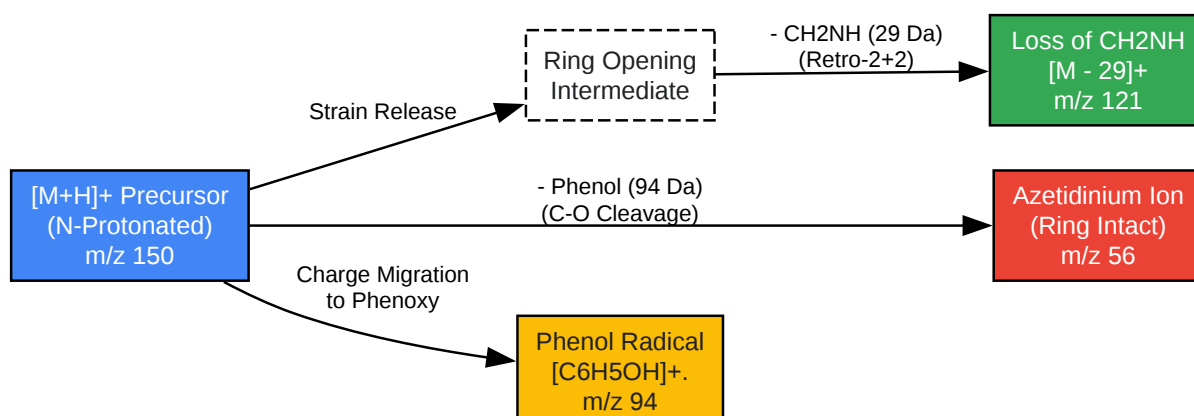 - CH2NH (29 Da)
(Retro-2+2)
Loss of CH2NH
[M - 29]+
m/z 121
Ring Opening
Intermediate
Strain Release
[M+H]+ Precursor
(N-Protonated)
m/z 150
- Phenol (94 Da)
(C-O Cleavage)
Azetidinium Ion
(Ring Intact)
m/z 56
Charge Migration
to Phenoxy
Phenol Radical
[C6H5OH]+.
m/z 94